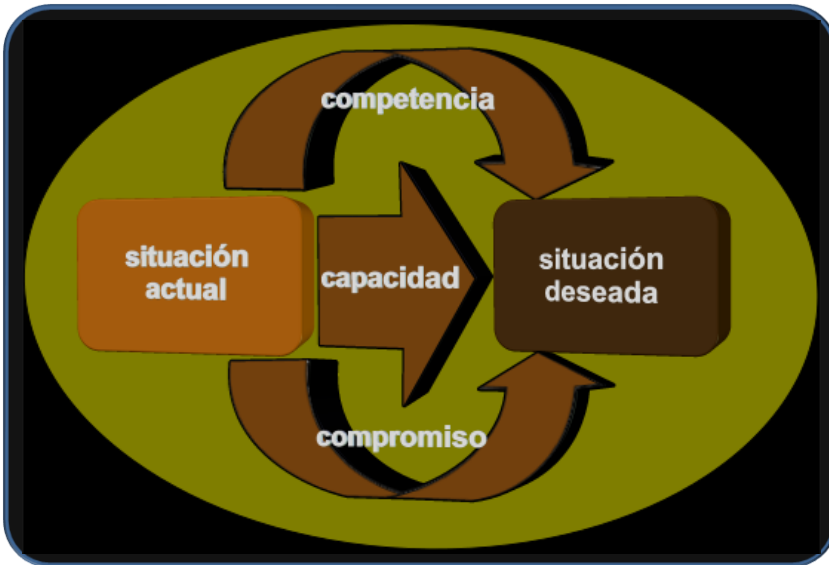 competencia
situación
actual
capacidad
situación
deseada
compromiso